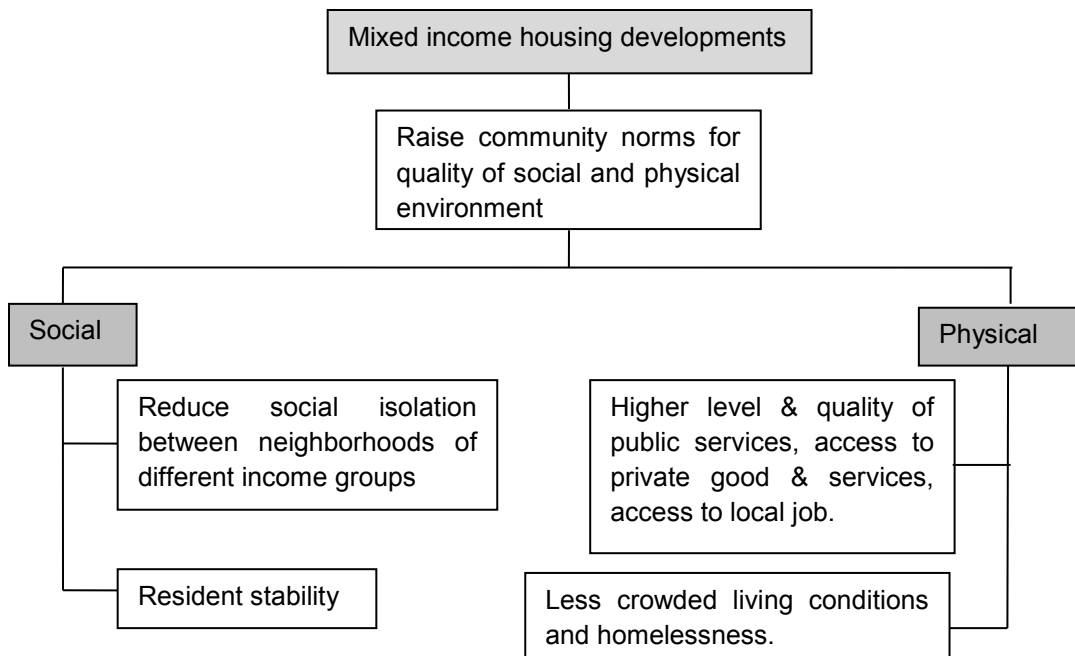 Mixed income housing developments
Raise community norms for
quality of social and physical
environment
Social
Physical
Reduce social isolation
between neighborhoods of
different income groups
Higher level & quality of
public services, access to
private good & services,
access to local job.
Resident stability
Less crowded living conditions
and homelessness.